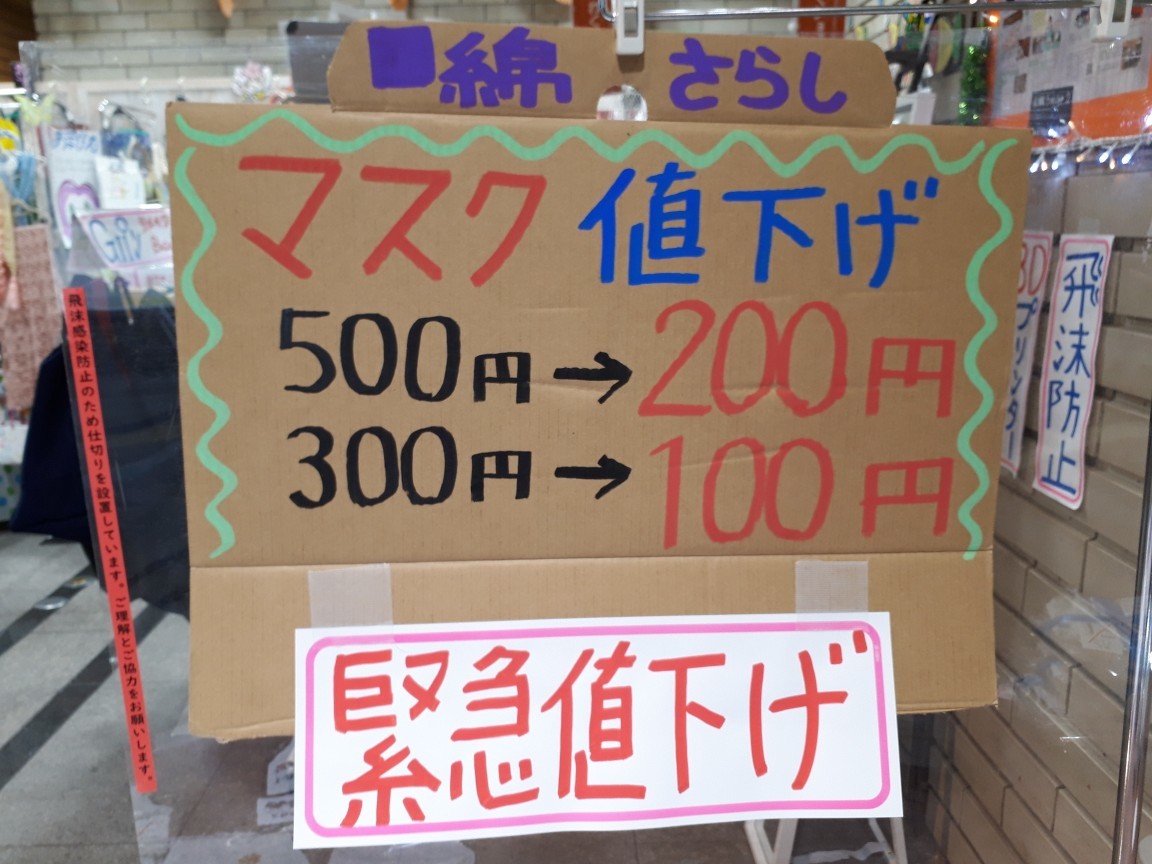 綿 さらし
マスク 値下げ
500円→200円
300円→100円
緊急値下げ
飛沫感染防止のため仕切りを設置しています。ご理解とご協力をお願いします。
3Dプリンター
飛沫防止
Gift